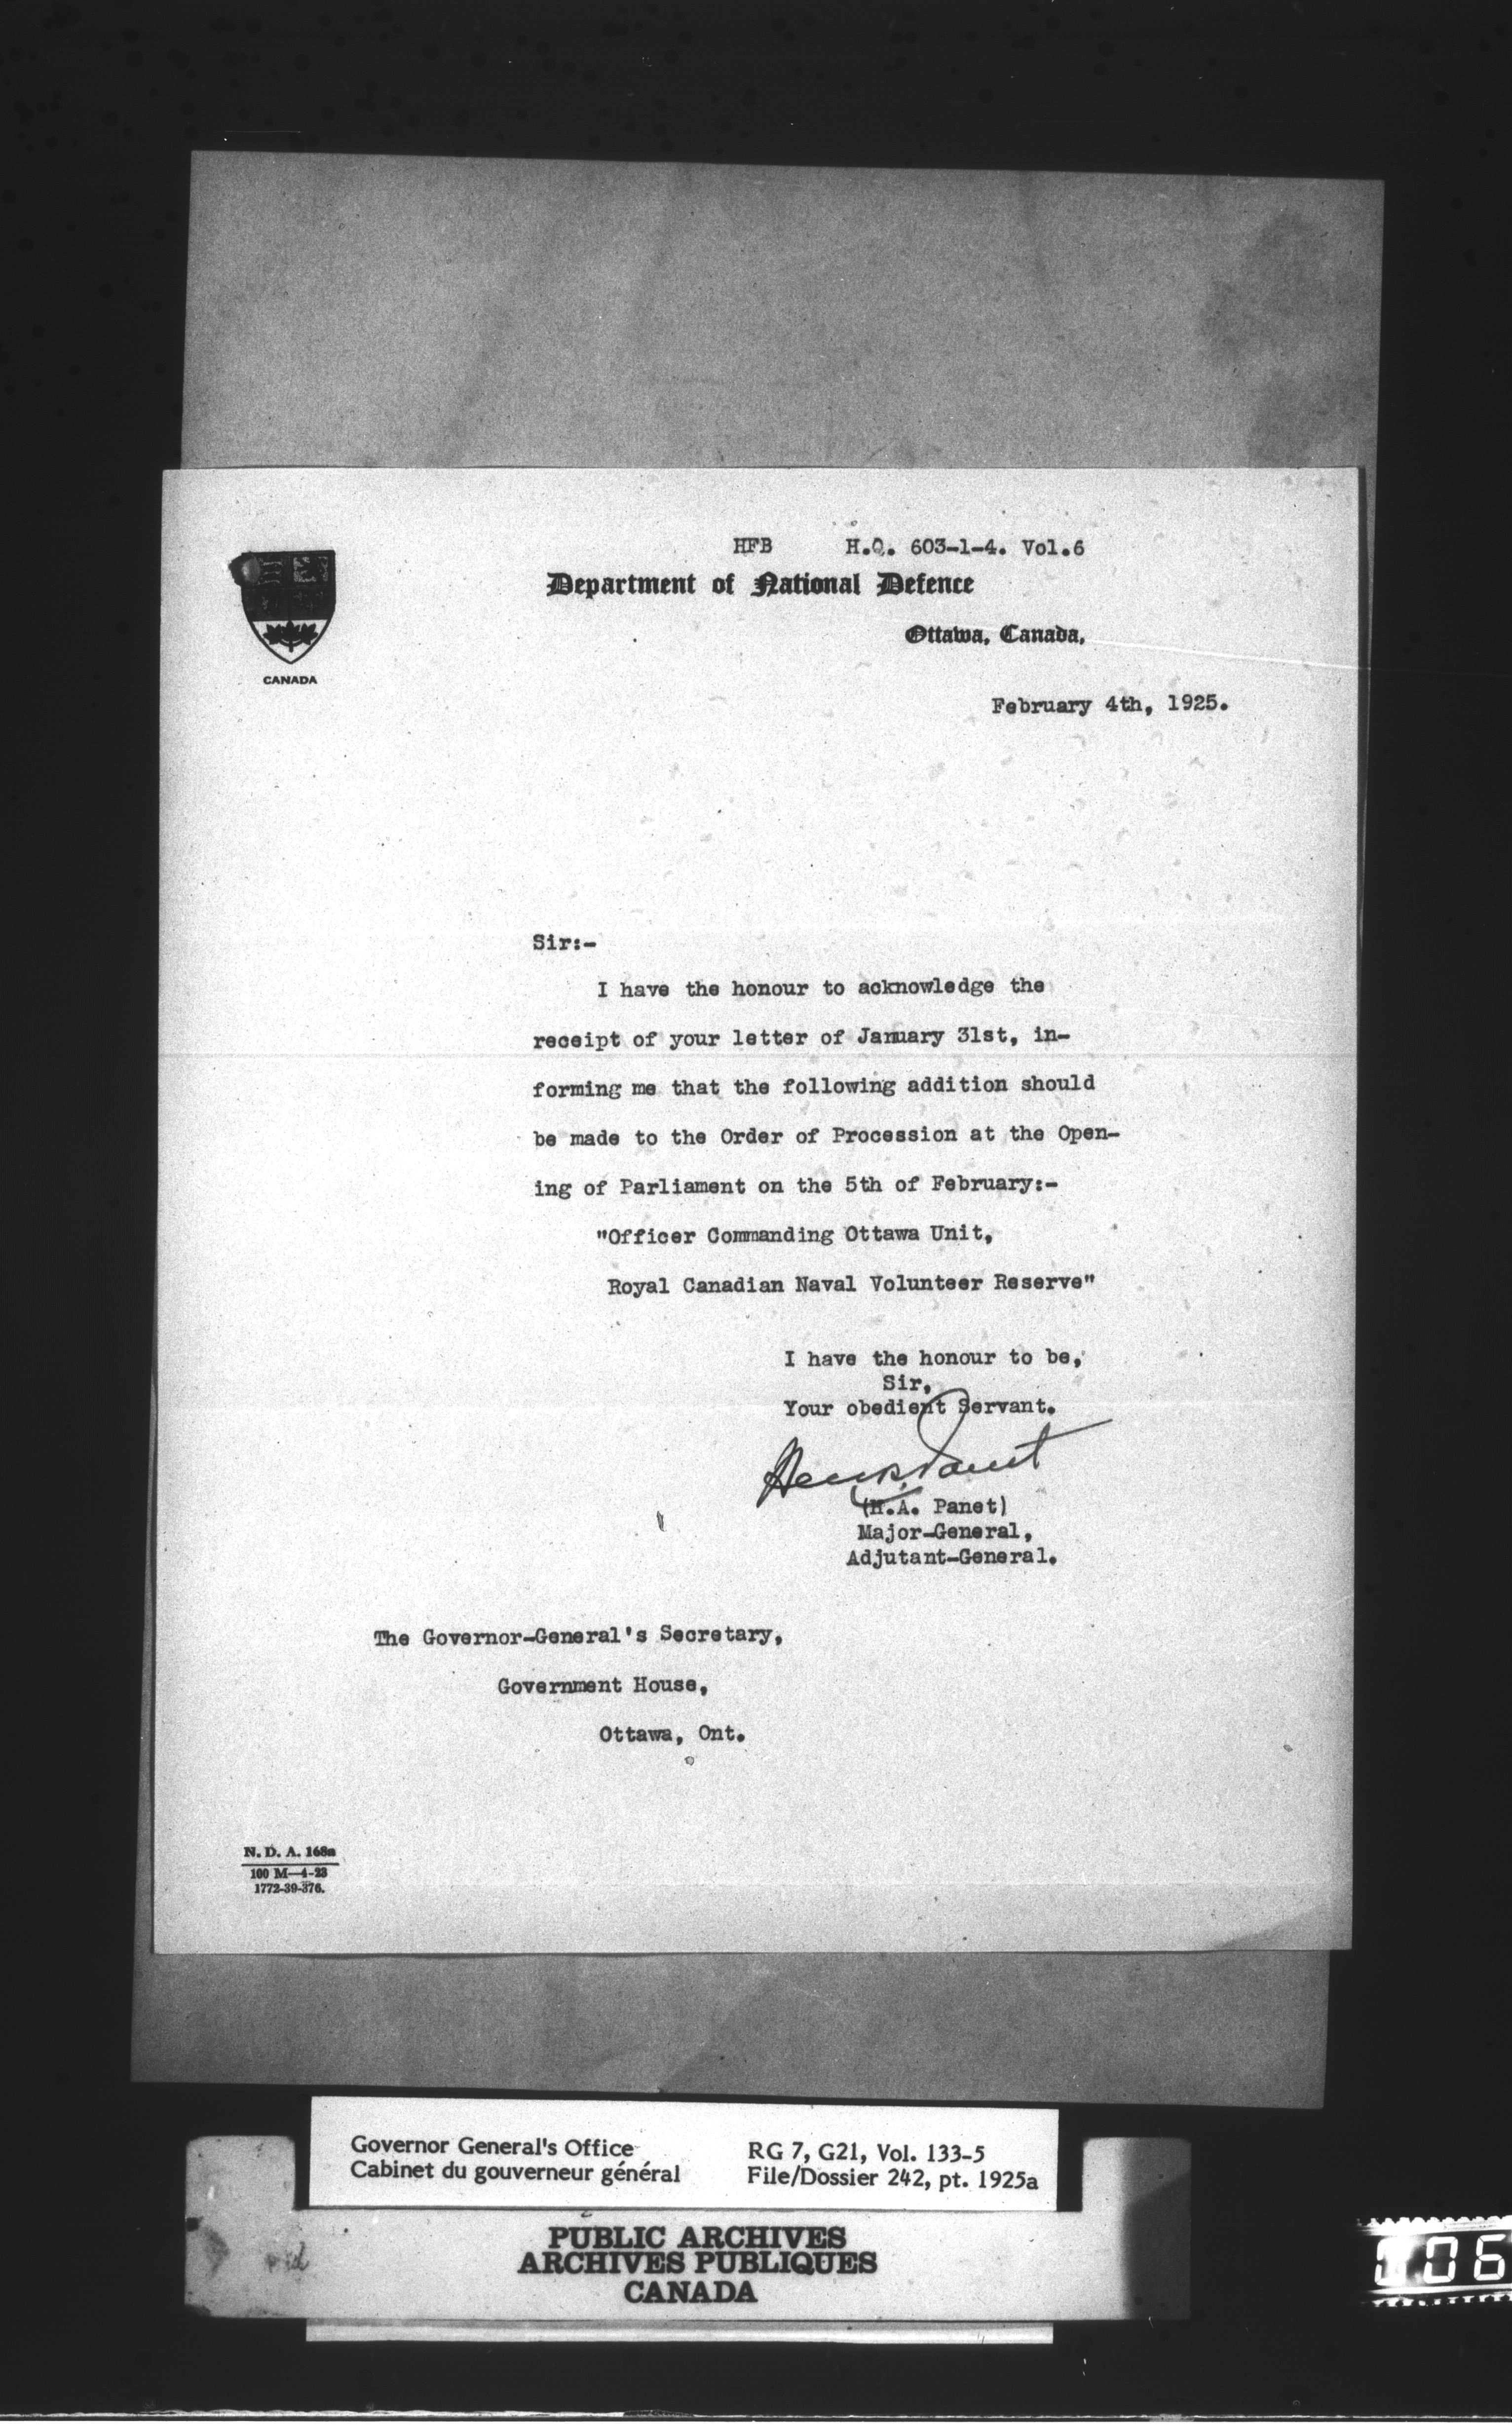 HFB H.Q. 603-1-4. Vol.6
Department of National Defence
Ottawa, Canada,
CANADA
February 4th, 1925.
Sir:-
I have the honour to acknowledge the
receipt of your letter of January 31st, in-
forming me that the following addition should
be made to the Order of Procession at the Open-
ing of Parliament on the 5th of February:-
"Officer Commanding Ottawa Unit,
Royal Canadian Naval Volunteer Reserve"
I have the honour to be,
Sir,
Your obedient Servant.
(H.A. Panet)
Major-General,
Adjutant-General.
The Governor-General's Secretary,
Government House,
Ottawa, Ont.
N. D. A. 168a
100 M—4-23
1772-39-376.
Governor General's Office
Cabinet du gouverneur général
RG 7, G21, Vol. 133-5
File/Dossier 242, pt. 1925a
PUBLIC ARCHIVES
ARCHIVES PUBLIQUES
CANADA